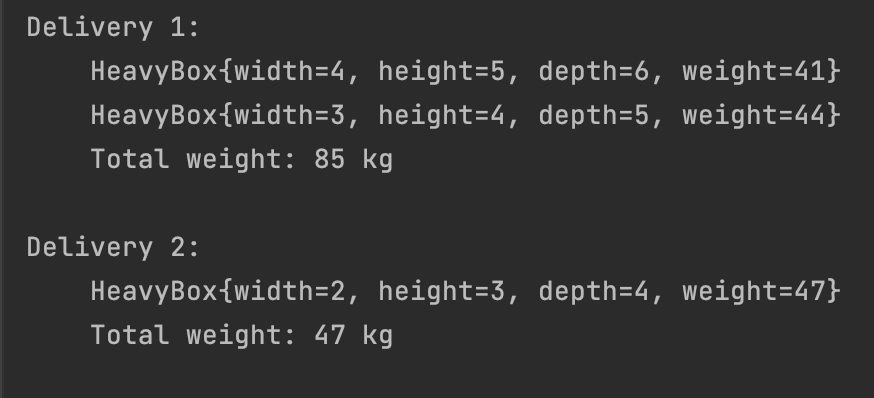 Delivery 1:
HeavyBox{width=4, height=5, depth=6, weight=41}
HeavyBox{width=3, height=4, depth=5, weight=44}
Total weight: 85 kg
Delivery 2:
HeavyBox{width=2, height=3, depth=4, weight=47}
Total weight: 47 kg